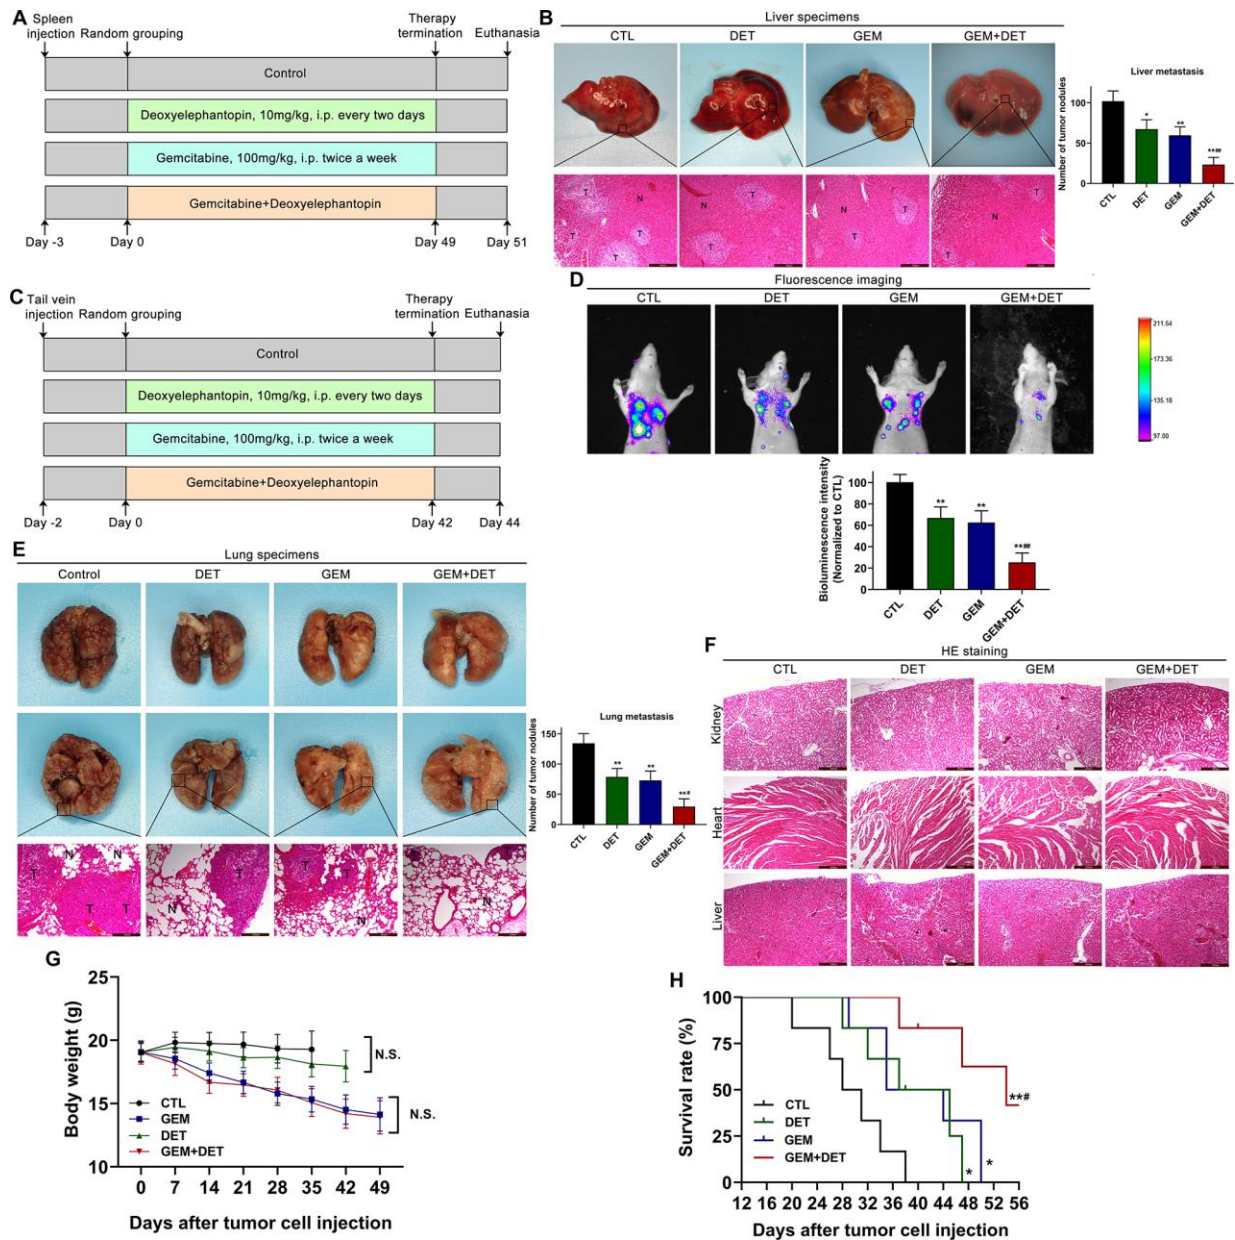 A
Spleen injection
Random grouping
Therapy termination
Euthanasia
Control
Deoxyelephantopin, 10mg/kg, i.p. every two days
Gemcitabine, 100mg/kg, i.p. twice a week
Gemcitabine+Deoxyelephantopin
Day -3
Day 0
Day 49
Day 51
B
Liver specimens
CTL
DET
GEM
GEM+DET
T
N
T
T
N
T
T
N
T
T
T
N
T
Liver metastasis
Number of tumor nodules
100
50
0
*
**
**##
CTL
DET
GEM
GEM+DET
C
Tail vein injection
Random grouping
Therapy termination
Euthanasia
Control
Deoxyelephantopin, 10mg/kg, i.p. every two days
Gemcitabine, 100mg/kg, i.p. twice a week
Gemcitabine+Deoxyelephantopin
Day -2
Day 0
Day 42
Day 44
D
Fluorescence imaging
CTL
DET
GEM
GEM+DET
211.54
173.36
135.18
97.00
Bioluminescence intensity
(Normalized to CTL)
100
80
60
40
20
0
**
**
**##
CTL
DET
GEM
GEM+DET
E
Lung specimens
Control
DET
GEM
GEM+DET
N
N
T
T
T
T
N
T
T
N
T
N
Lung metastasis
Number of tumor nodules
150
100
50
0
**
**
**#
CTL
DET
GEM
GEM+DET
F
HE staining
CTL
DET
GEM
GEM+DET
Kidney
Heart
Liver
G
Body weight (g)
25
20
15
10
N.S.
N.S.
CTL
GEM
DET
GEM+DET
0 7 14 21 28 35 42 49
Days after tumor cell injection
H
Survival rate (%)
100
75
50
25
0
CTL
DET
GEM
GEM+DET
**#
*
*
12 16 20 24 28 32 36 40 44 48 52 56
Days after tumor cell injection